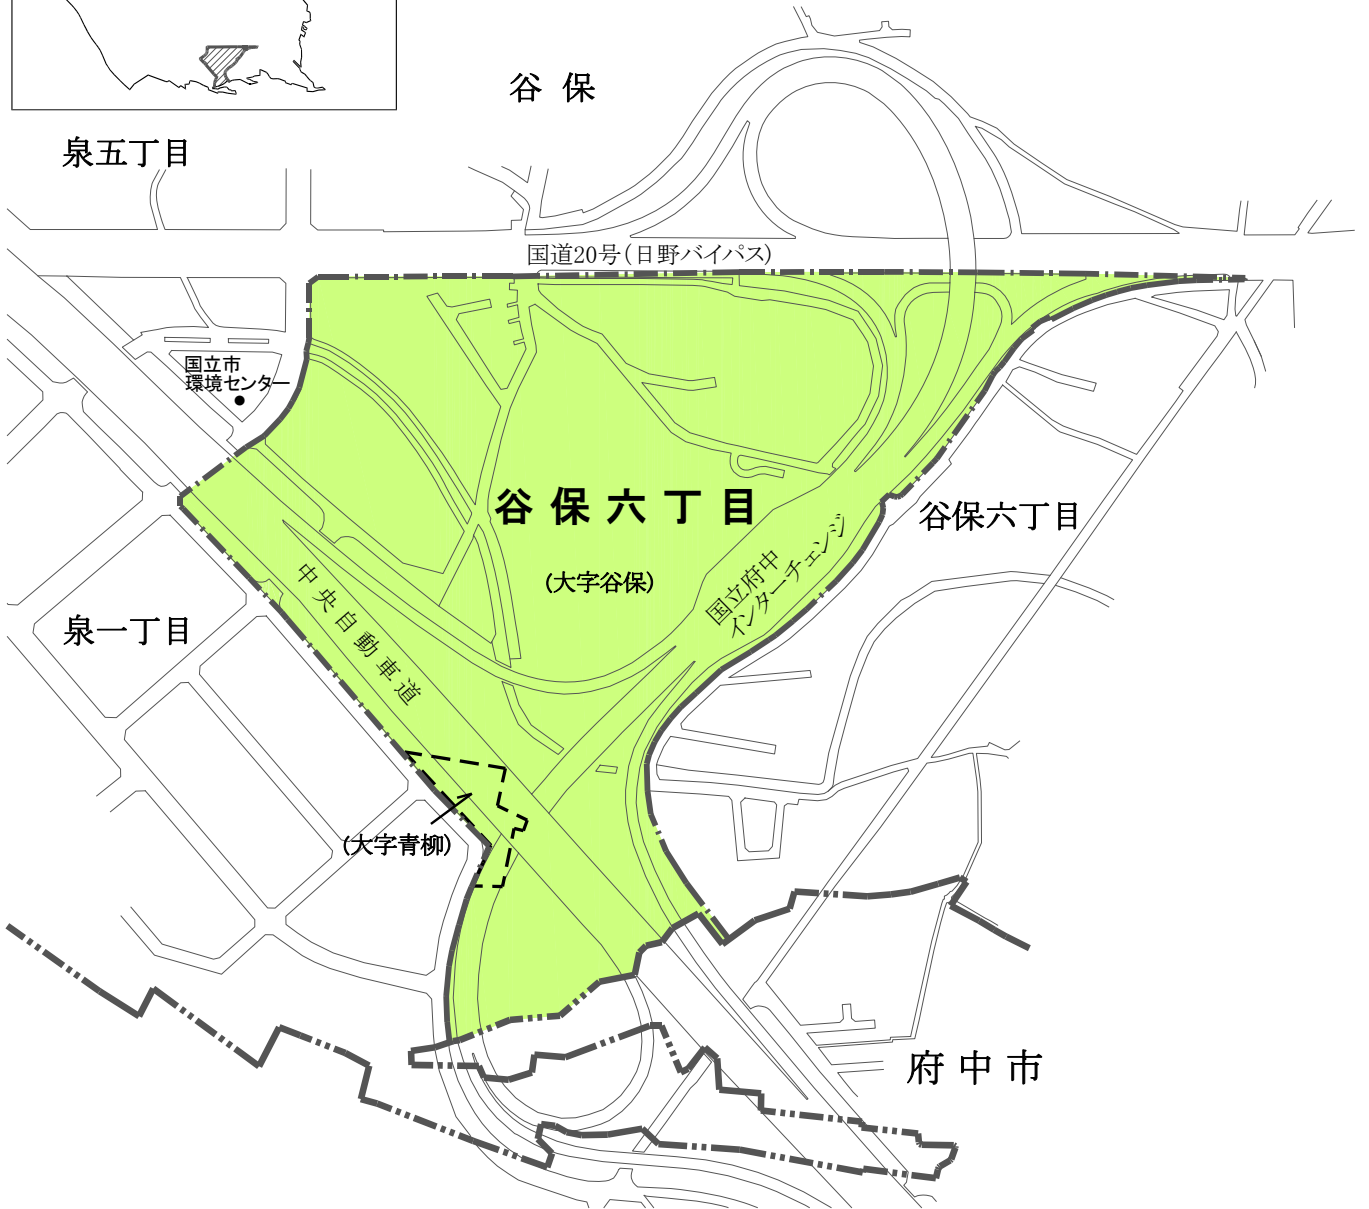 谷保
泉五丁目
国道20号(日野バイパス)
国立市
環境センター
谷保六丁目
谷保六丁目
(大字谷保)
国立府中
インターチェンジ
中央自動車道
泉一丁目
(大字青柳)
府中市